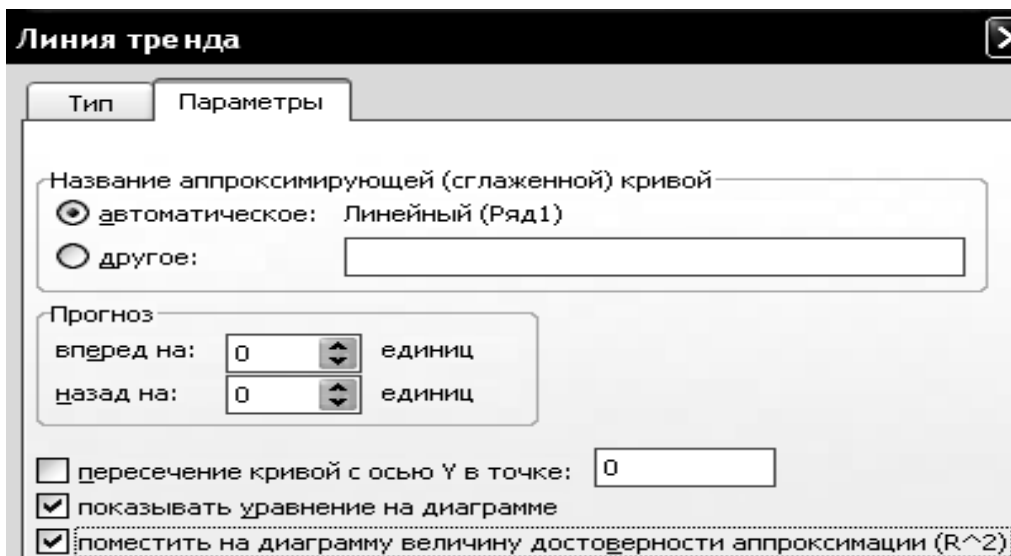 Линия тренда
Тип Параметры
Название аппроксимирующей (сглаженной) кривой
автоматическое: Линейный (Ряд1)
другое:
Прогноз
вперед на: 0 единиц
назад на: 0 единиц
пересечение кривой с осью Y в точке: 0
показывать уравнение на диаграмме
поместить на диаграмму величину достоверности аппроксимации (R^2)